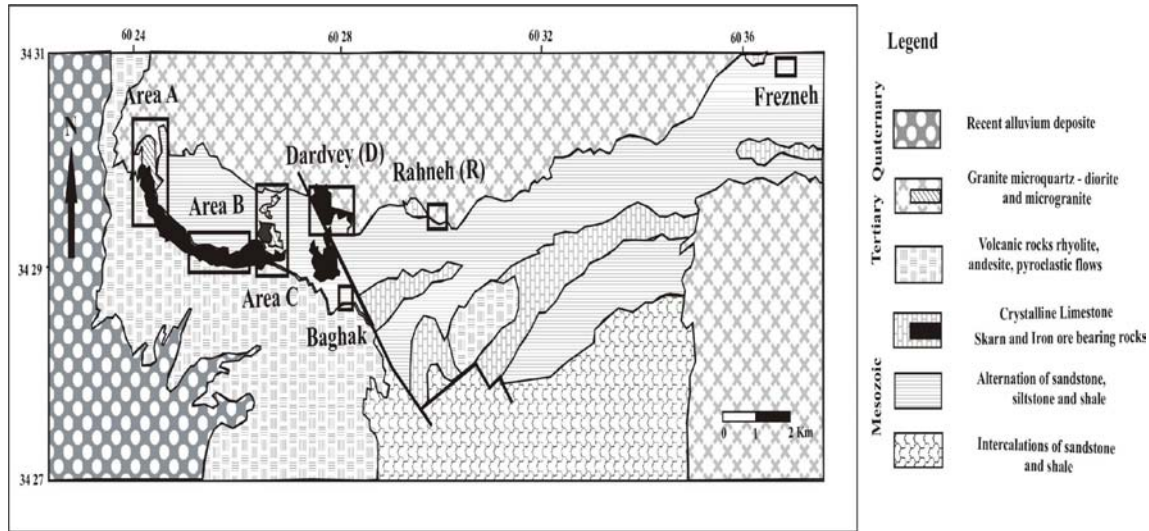 60 24
60 28
60 32
60 36
34 31
34 29
34 27
Area A
N
Area B
Area C
Dardvey (D)
Rahneh (R)
Frezneh
Baghak
0 1 2 Km
Legend
Quaternary
Tertiary
Mesozoic
Recent alluvium deposite
Granite microquartz - diorite
and microgranite
Volcanic rocks rhyolite,
andesite, pyroelastic flows
Crystalline Limestone
Skarn and Iron ore bearing rocks
Alternation of sandstone,
siltstone and shale
Intercalations of sandstone
and shale